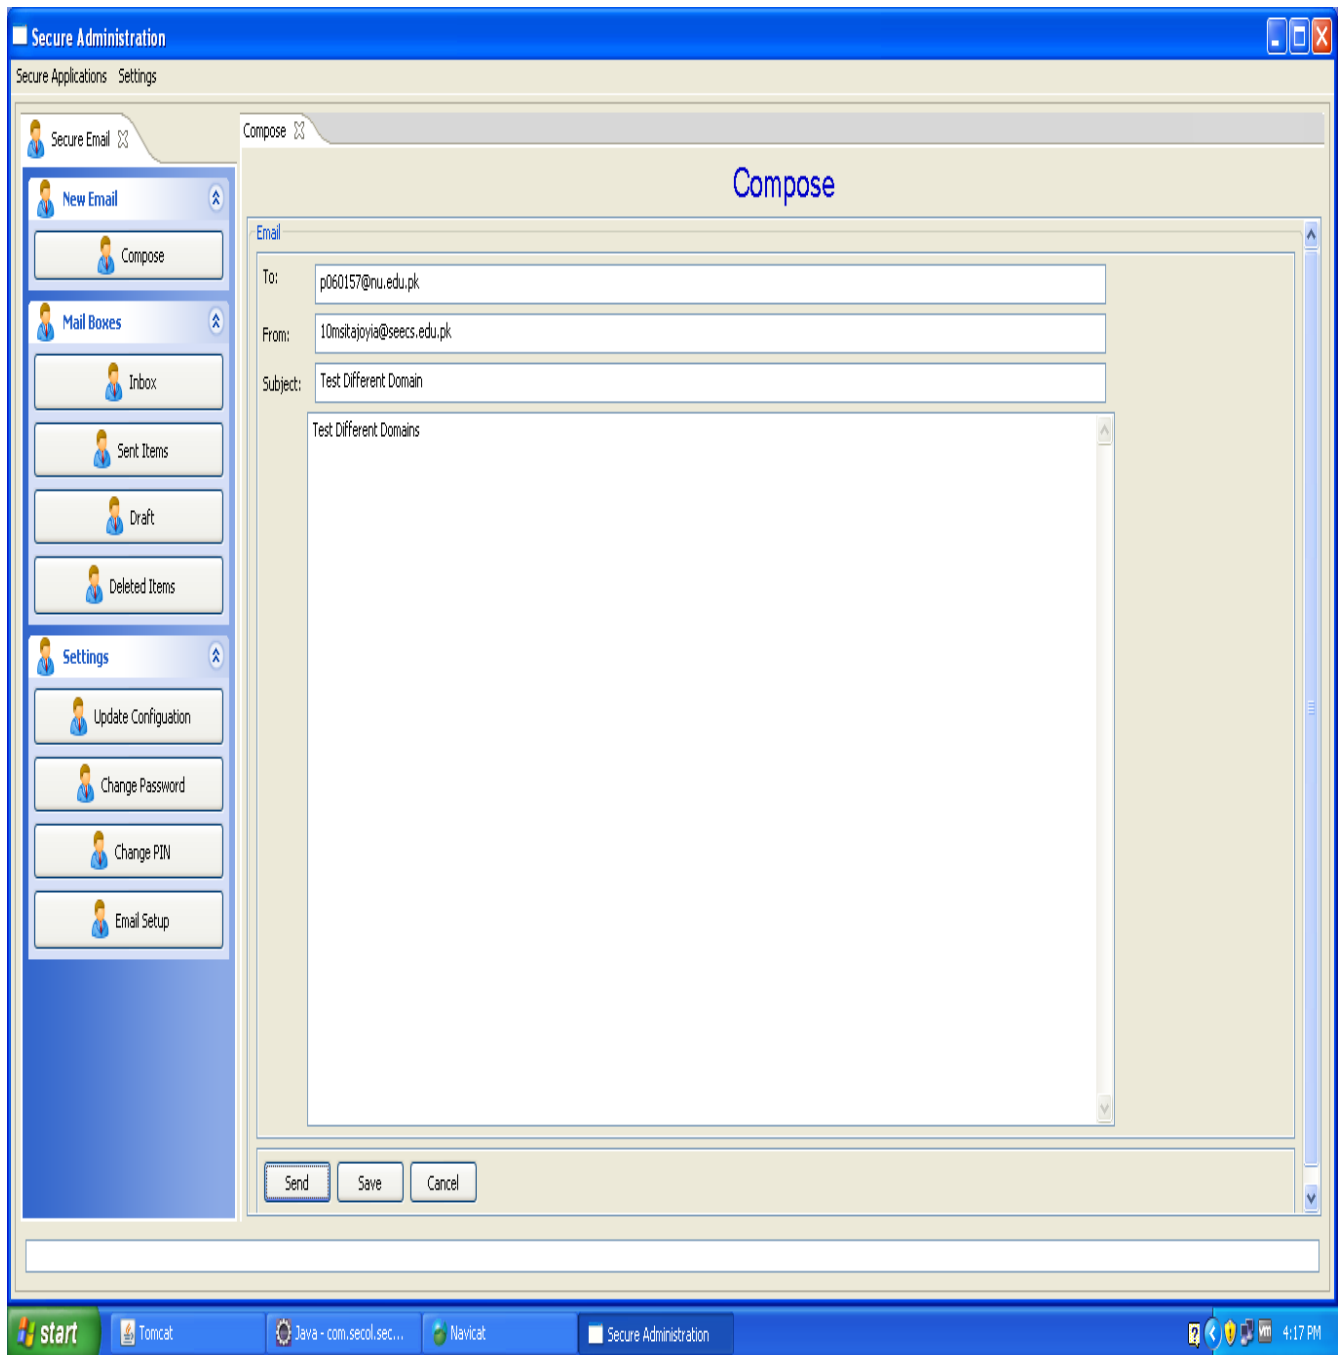 Secure Administration
Secure Applications Settings
Secure Email
New Email
Compose
Mail Boxes
Inbox
Sent Items
Draft
Deleted Items
Settings
Update Configuation
Change Password
Change PIN
Email Setup
Compose
Compose
Email
To: p060157@nu.edu.pk
From: 10msitajoyia@seecs.edu.pk
Subject: Test Different Domain
Test Different Domains
Send Save Cancel
start Tomcat Java - com.secol.sec... Navicat Secure Administration 4:17 PM